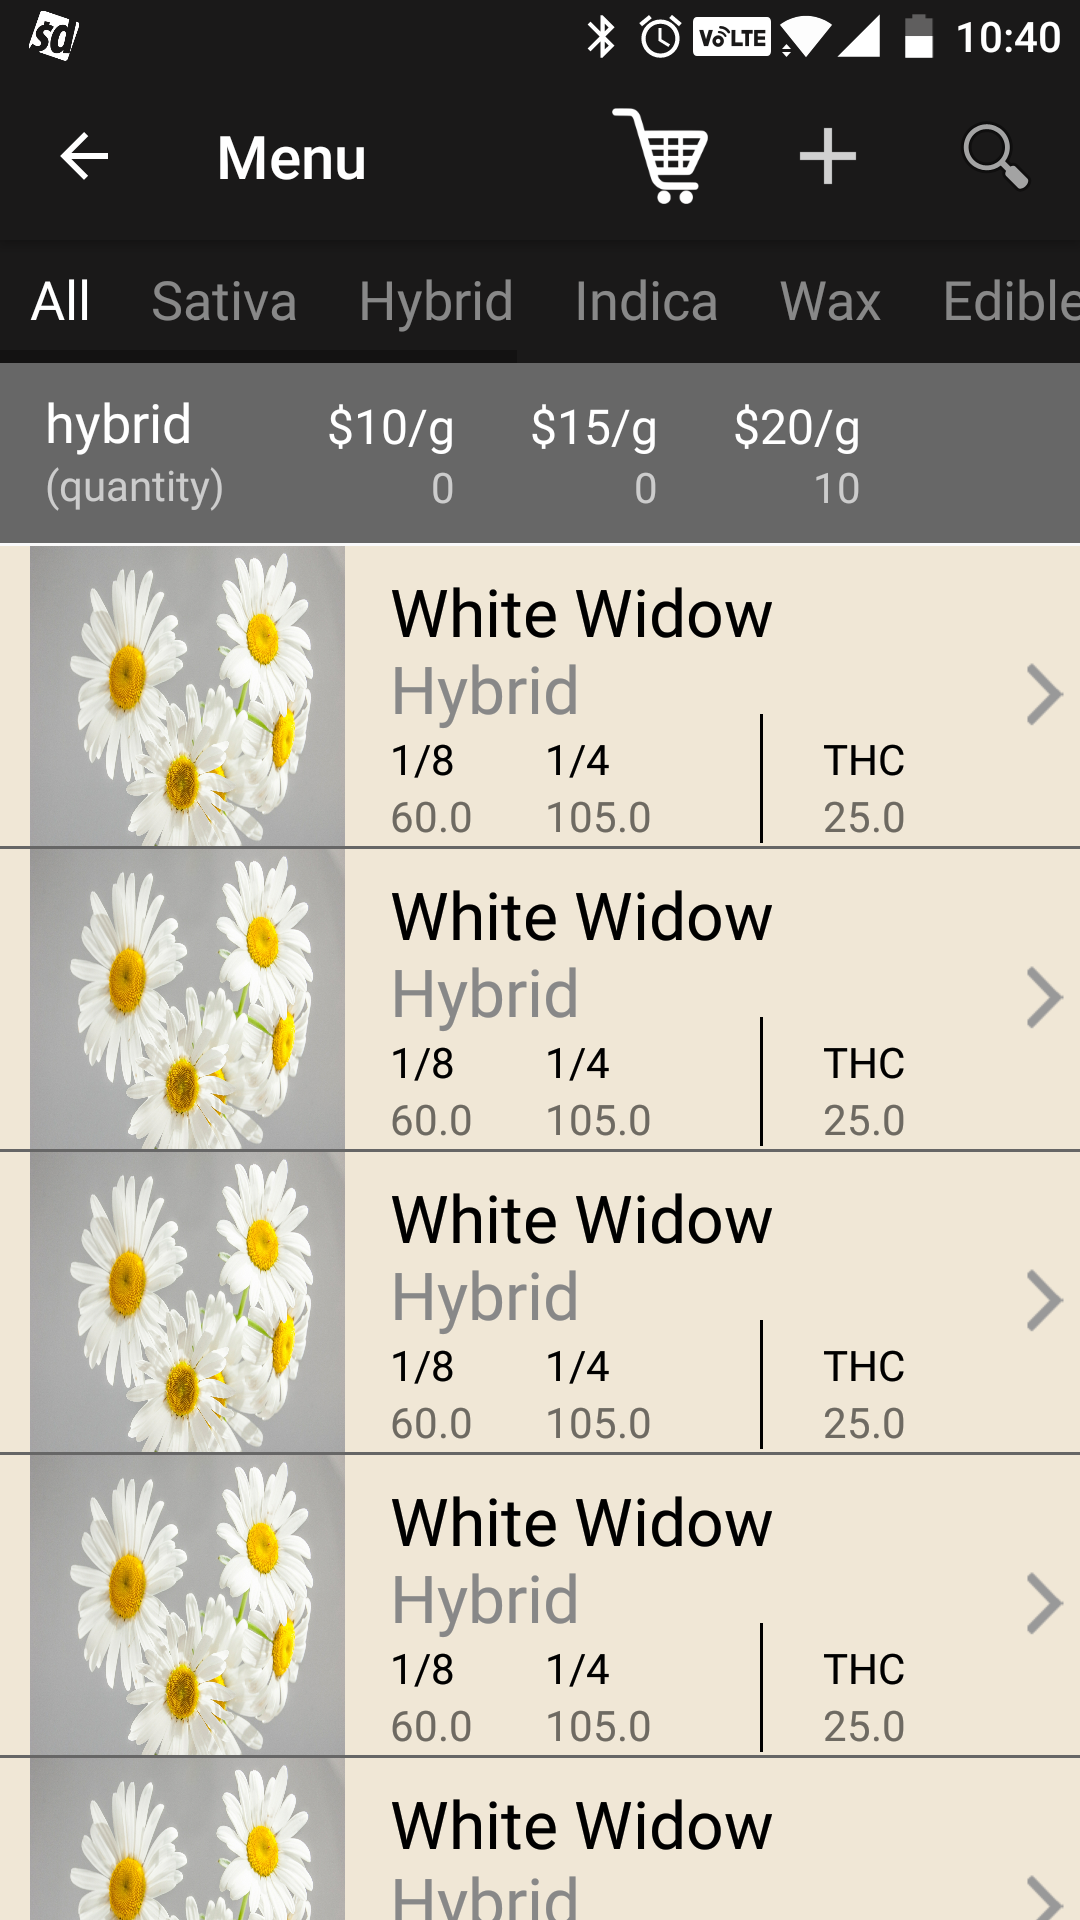 sd VoLTE 10:40
Menu
All Sativa Hybrid Indica Wax Edible
hybrid $10/g $15/g $20/g
(quantity) 0 0 10
White Widow
Hybrid
1/8 1/4 THC
60.0 105.0 25.0
White Widow
Hybrid
1/8 1/4 THC
60.0 105.0 25.0
White Widow
Hybrid
1/8 1/4 THC
60.0 105.0 25.0
White Widow
Hybrid
1/8 1/4 THC
60.0 105.0 25.0
White Widow
Hybrid